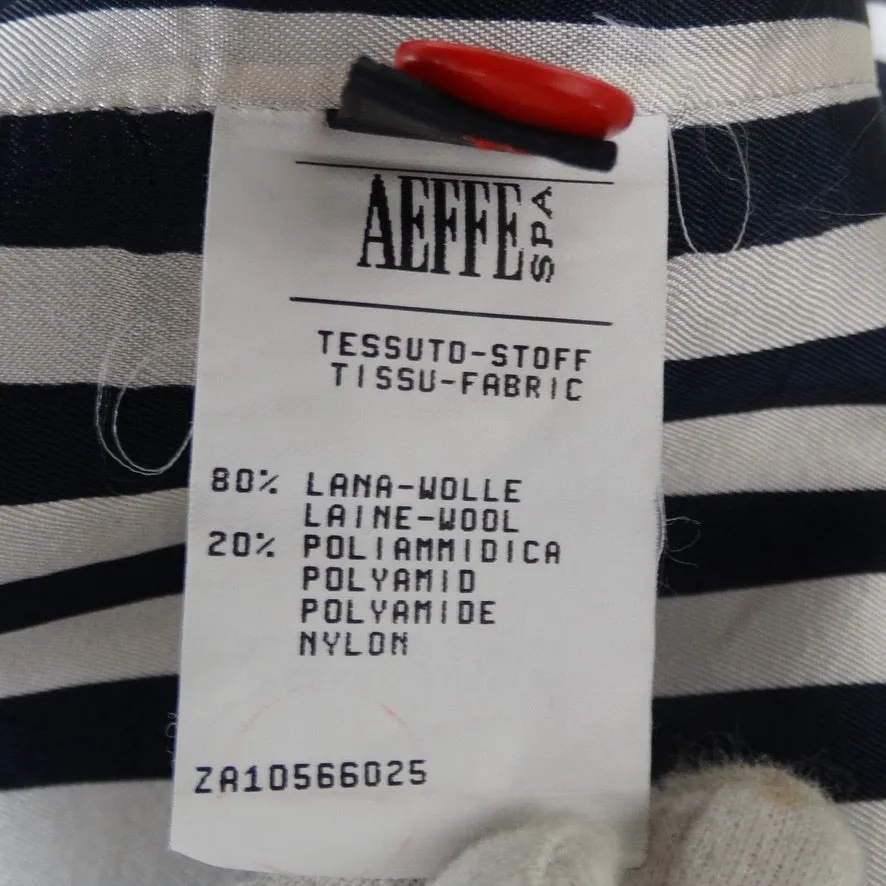 AEFFE SPA
TESSUTO-STOFF
TISSU-FABRIC
80% LANA-WOLLE
LAINE-WOOL
20% POLIAMMIDICA
POLYAMID
POLYAMIDE
NYLON
ZA10566025